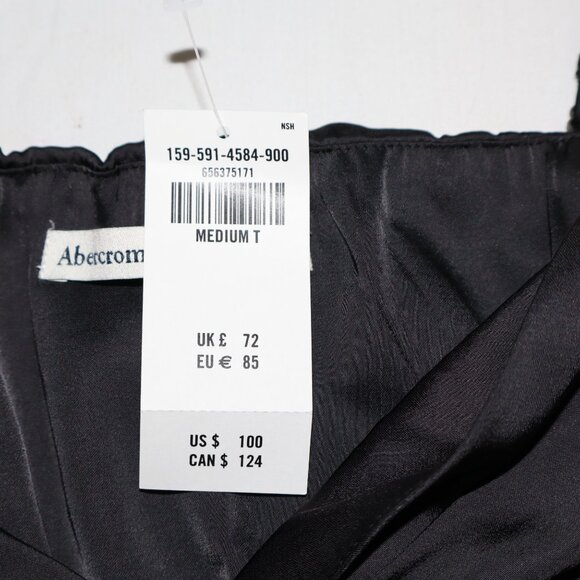 NSH
159-591-4584-900
656375171
MEDIUM T
Abercrom
UK £ 72
EU € 85
US $ 100
CAN $ 124